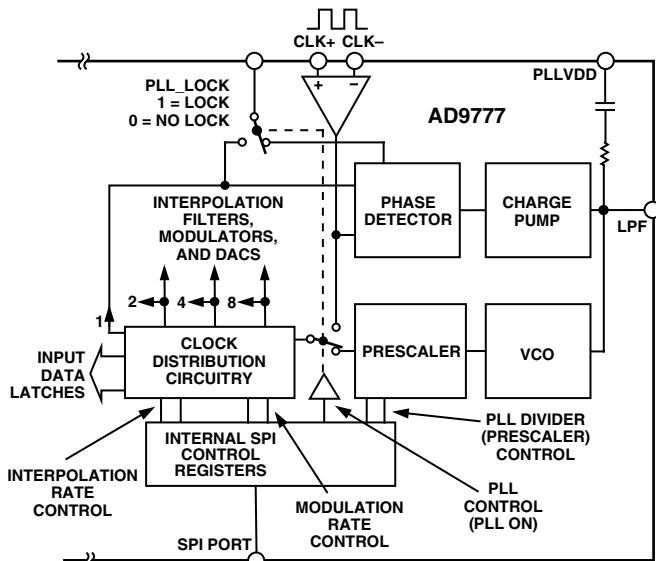 CLK+ CLK–
PLL_LOCK
1 = LOCK
0 = NO LOCK
+ –
PLLVDD
AD9777
INTERPOLATION
FILTERS,
MODULATORS,
AND DACS
PHASE
DETECTOR
CHARGE
PUMP
LPF
2
4
8
1
INPUT
DATA
LATCHES
CLOCK
DISTRIBUTION
CIRCUITRY
PRESCALER
VCO
INTERNAL SPI
CONTROL
REGISTERS
PLL DIVIDER
(PRESCALER)
CONTROL
INTERPOLATION
RATE
CONTROL
MODULATION
RATE
CONTROL
PLL
CONTROL
(PLL ON)
SPI PORT